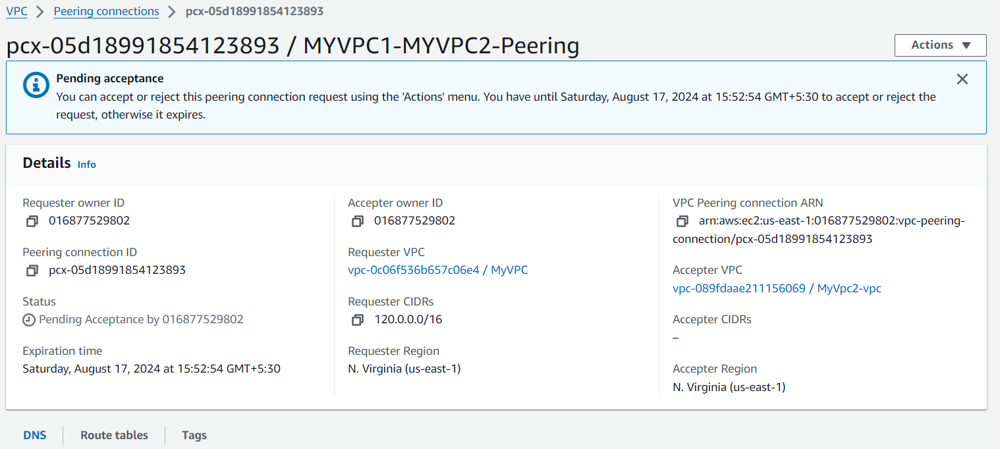 VPC > Peering connections > pcx-05d18991854123893
pcx-05d18991854123893 / MYVPC1-MYVPC2-Peering
Actions ▼
Pending acceptance
You can accept or reject this peering connection request using the 'Actions' menu. You have until Saturday, August 17, 2024 at 15:52:54 GMT+5:30 to accept or reject the
request, otherwise it expires.
Details Info
Requester owner ID
016877529802
Peering connection ID
pcx-05d18991854123893
Status
Pending Acceptance by 016877529802
Expiration time
Saturday, August 17, 2024 at 15:52:54 GMT+5:30
Accepter owner ID
016877529802
Requester VPC
vpc-0c06f536b657c06e4 / MyVPC
Requester CIDRs
120.0.0.0/16
Requester Region
N. Virginia (us-east-1)
VPC Peering connection ARN
arn:aws:ec2:us-east-1:016877529802:vpc-peering-
connection/pcx-05d18991854123893
Accepter VPC
vpc-089fdaae211156069 / MyVpc2-vpc
Accepter CIDRs
–
Accepter Region
N. Virginia (us-east-1)
DNS
Route tables
Tags